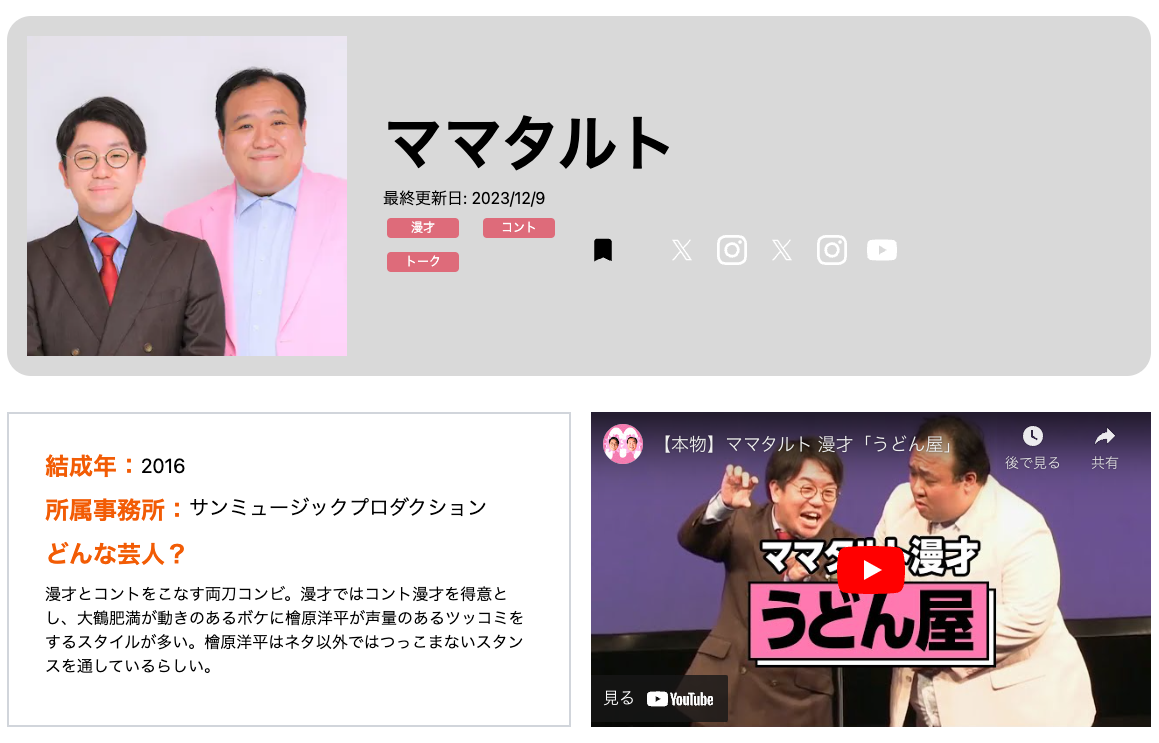 ママタルト
最終更新日: 2023/12/9
漫才
コント
トーク
結成年：2016
所属事務所：サンミュージックプロダクション
どんな芸人？
漫才とコントをこなす両刀コンビ。漫才ではコント漫才を得意と
し、大鶴肥満が動きのあるボケに檜原洋平が声量のあるツッコミを
するスタイルが多い。檜原洋平はネタ以外ではつっこまないスタン
スを通しているらしい。
【本物】ママタルト 漫才「うどん屋」
後で見る
共有
ママタルト漫才
うどん屋
見る YouTube